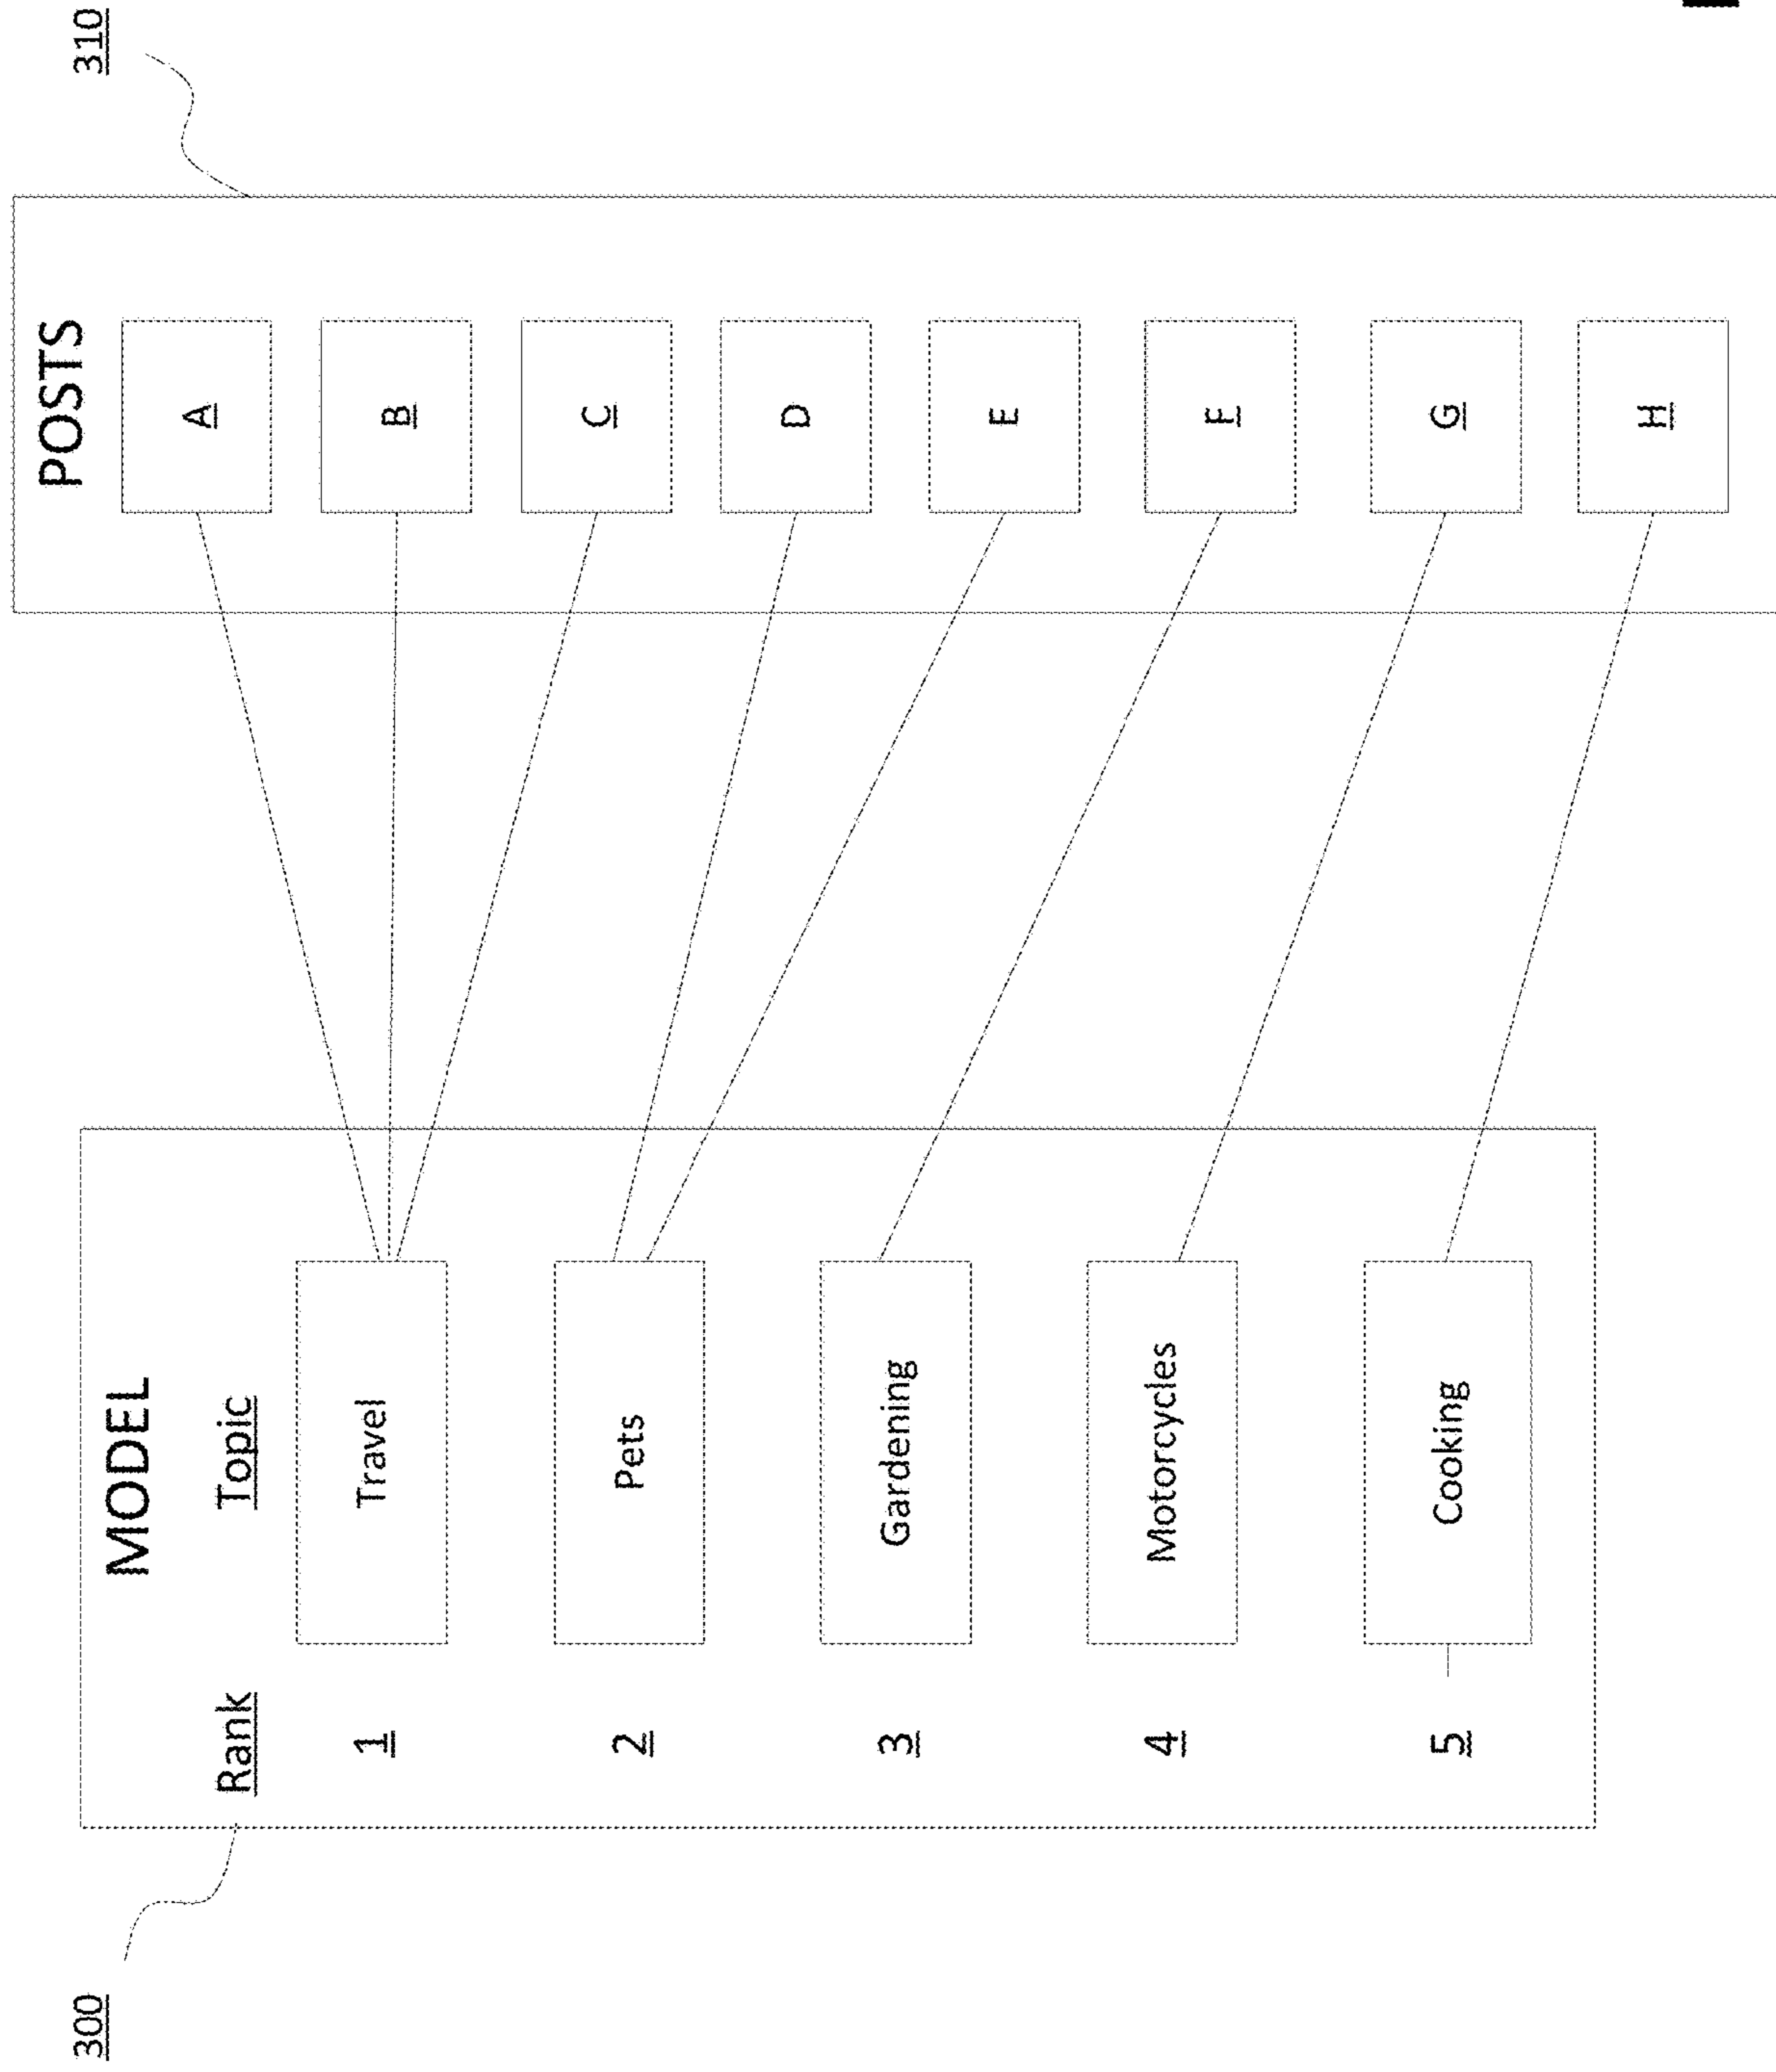 300
310
MODEL
POSTS
Rank Topic
1 Travel
2 Pets
3 Gardening
4 Motorcycles
5 Cooking
A
B
C
D
E
F
G
H